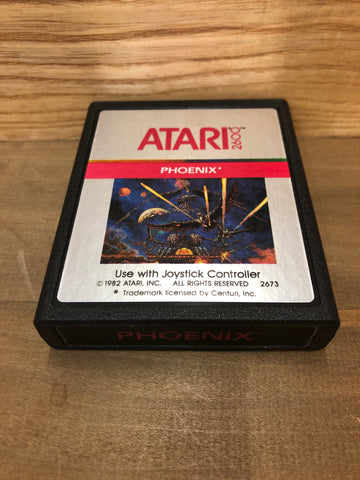 ATARI 2600™
PHOENIX*
Use with Joystick Controller
©1982 ATARI, INC. ALL RIGHTS RESERVED 2673
* Trademark licensed by Centuri, Inc.
PHOENIX*